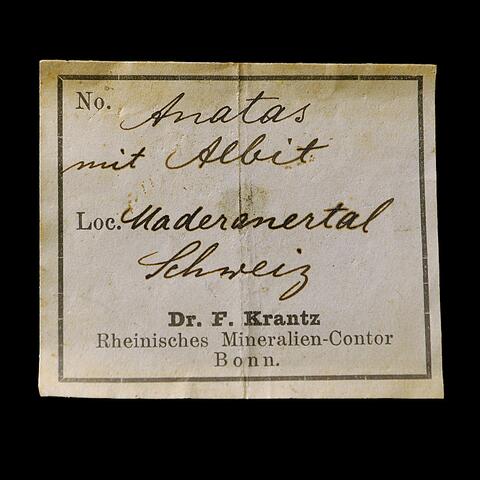 No. Anatas
mit Albit
Loc. Maderanertal
Schweiz
Dr. F. Krantz
Rheinisches Mineralien-Contor
Bonn.